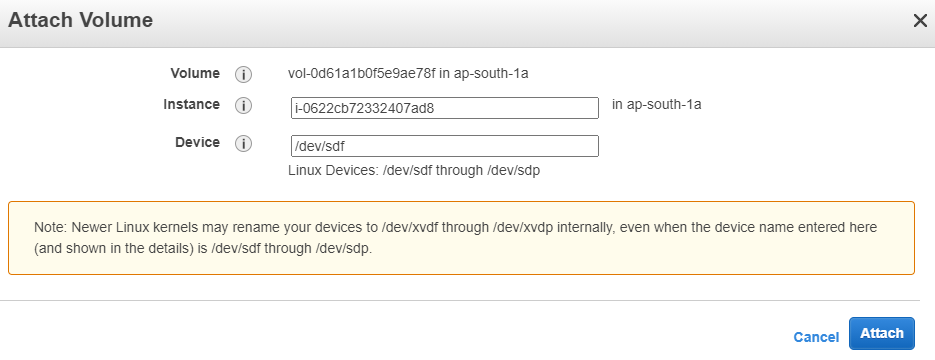 Attach Volume
Volume i vol-0d61a1b0f5e9ae78f in ap-south-1a
Instance i i-0622cb72332407ad8 in ap-south-1a
Device i /dev/sdf
Linux Devices: /dev/sdf through /dev/sdp
Note: Newer Linux kernels may rename your devices to /dev/xvdf through /dev/xvdp internally, even when the device name entered here
(and shown in the details) is /dev/sdf through /dev/sdp.
Cancel Attach